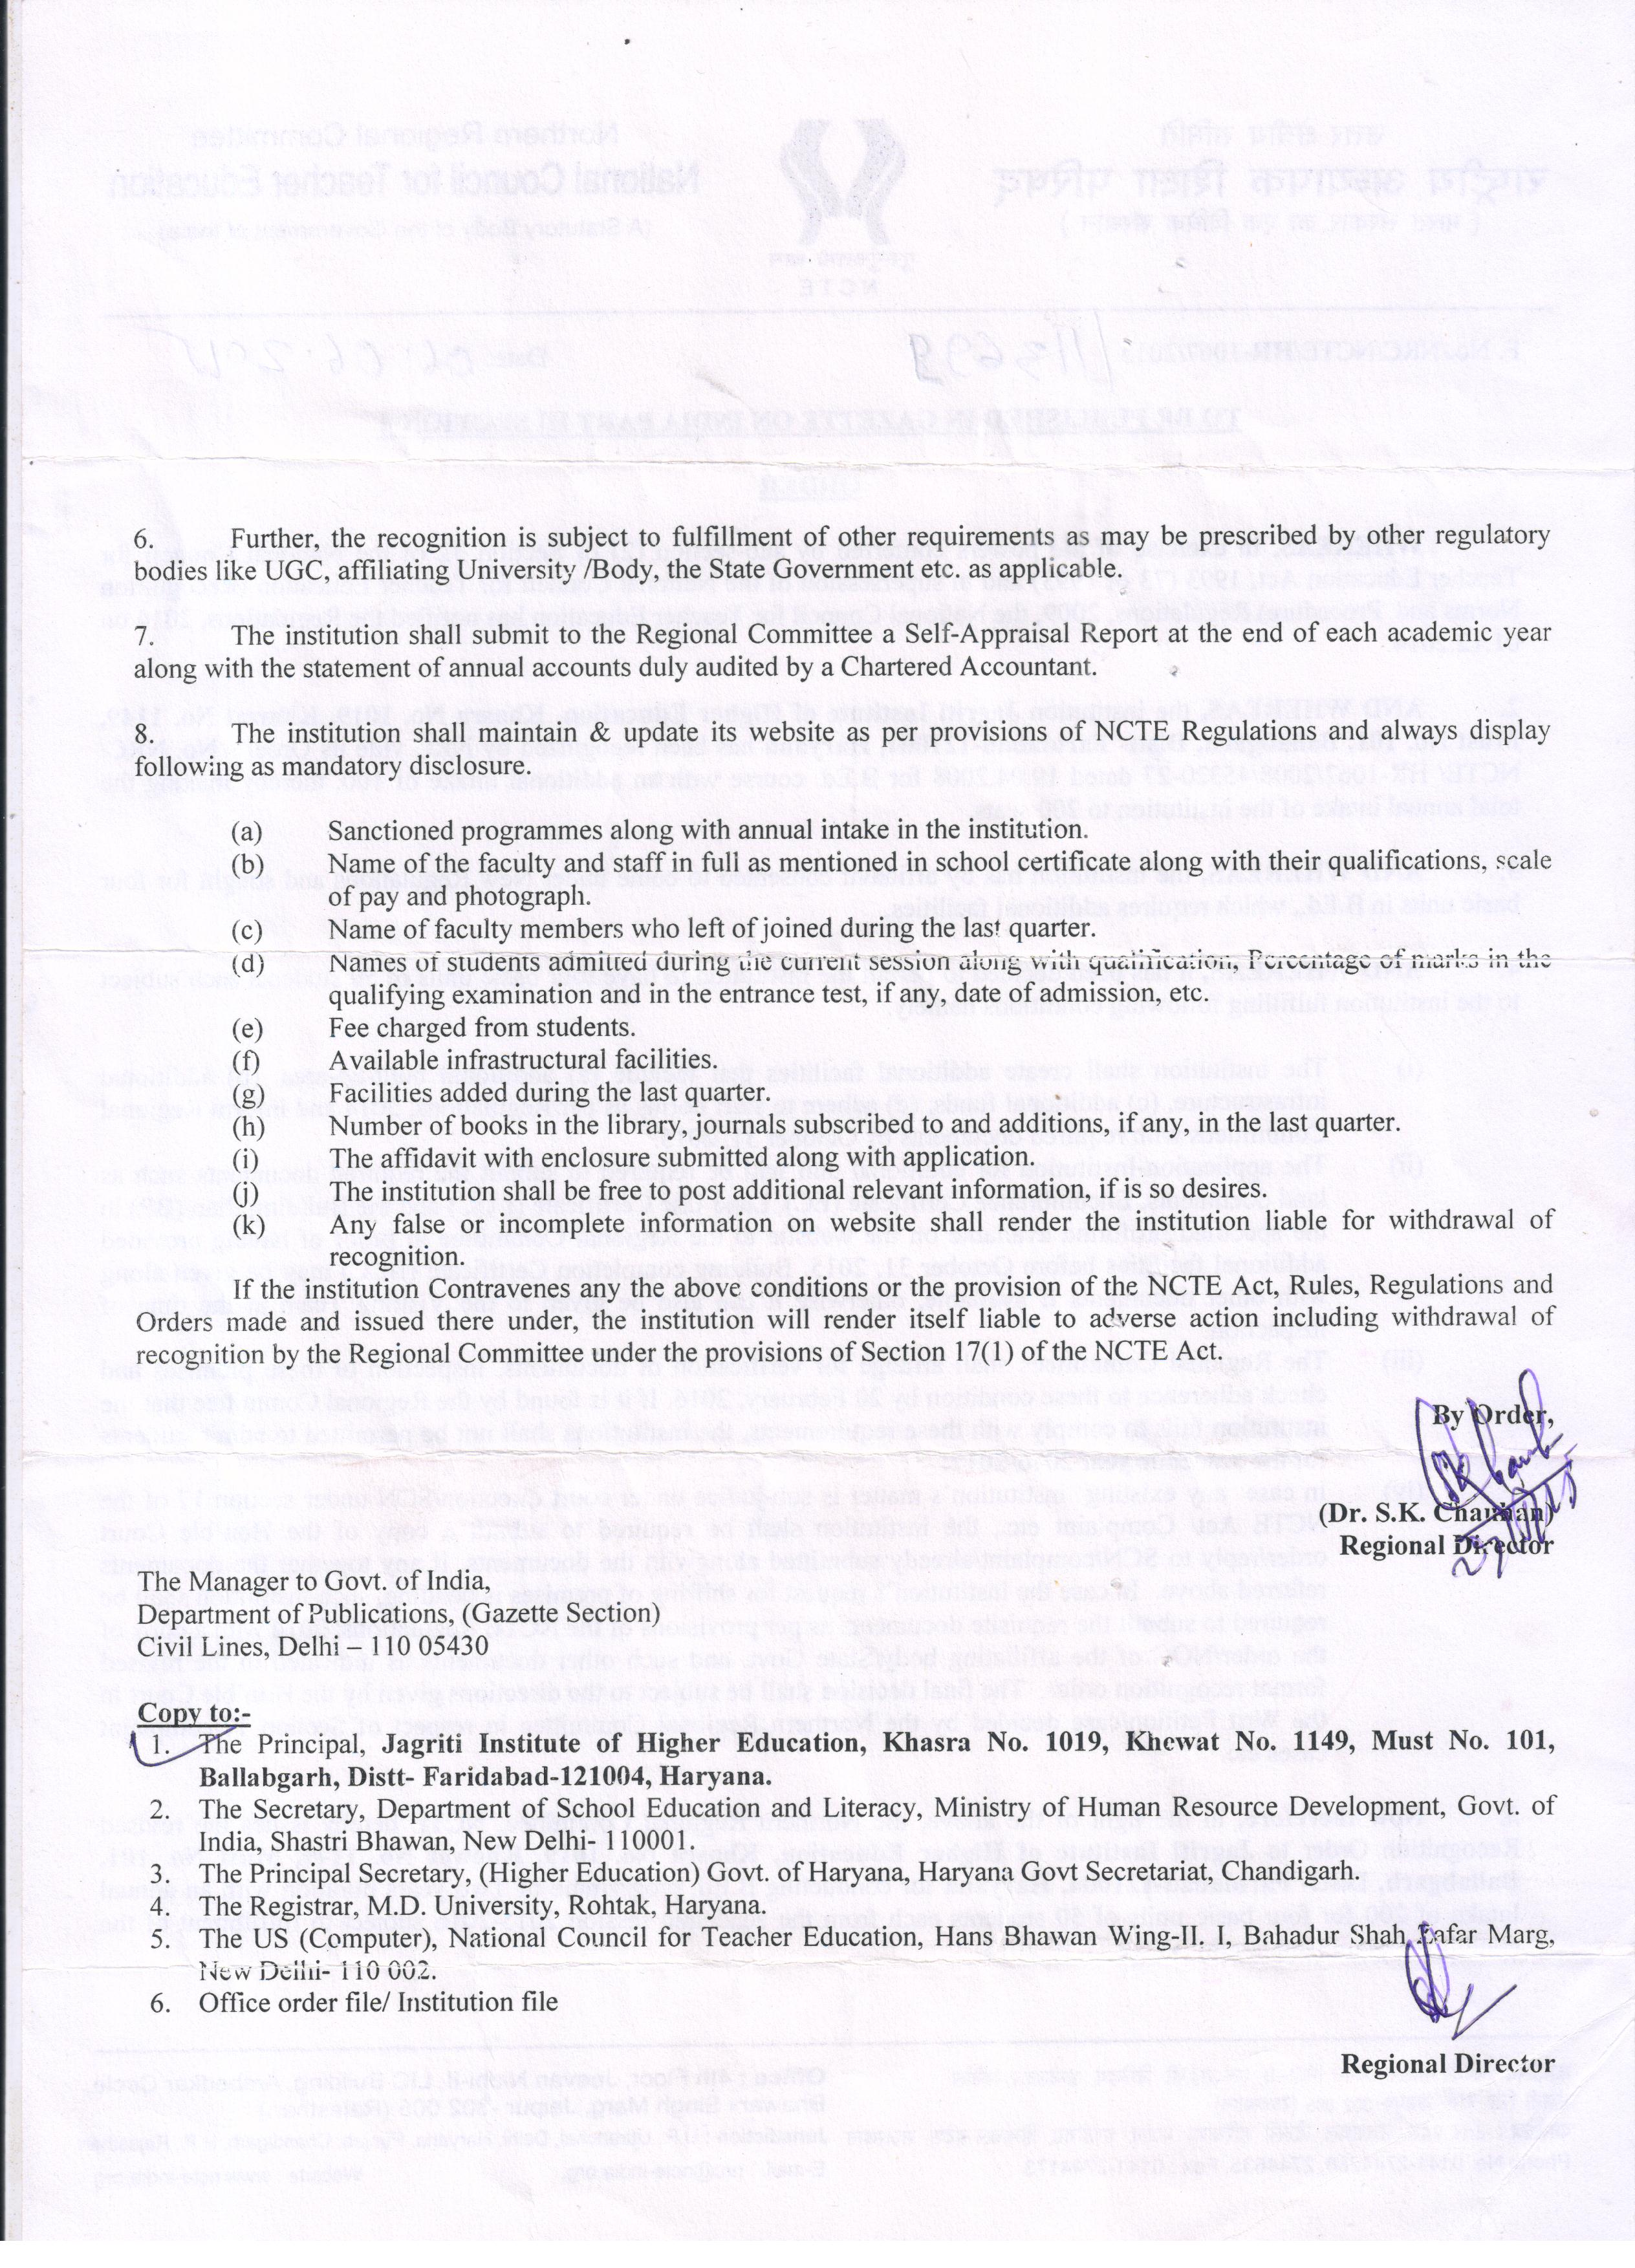 6. Further, the recognition is subject to fulfillment of other requirements as may be prescribed by other regulatory
bodies like UGC, affiliating University /Body, the State Government etc. as applicable.
7. The institution shall submit to the Regional Committee a Self-Appraisal Report at the end of each academic year
along with the statement of annual accounts duly audited by a Chartered Accountant.
8. The institution shall maintain & update its website as per provisions of NCTE Regulations and always display
following as mandatory disclosure.
(a) Sanctioned programmes along with annual intake in the institution.
(b) Name of the faculty and staff in full as mentioned in school certificate along with their qualifications, scale
of pay and photograph.
(c) Name of faculty members who left of joined during the last quarter.
(d) Names of students admitted during the current session along with qualification, Percentage of marks in the
qualifying examination and in the entrance test, if any, date of admission, etc.
(e) Fee charged from students.
(f) Available infrastructural facilities.
(g) Facilities added during the last quarter.
(h) Number of books in the library, journals subscribed to and additions, if any, in the last quarter.
(i) The affidavit with enclosure submitted along with application.
(j) The institution shall be free to post additional relevant information, if is so desires.
(k) Any false or incomplete information on website shall render the institution liable for withdrawal of
recognition.
If the institution Contravenes any the above conditions or the provision of the NCTE Act, Rules, Regulations and
Orders made and issued there under, the institution will render itself liable to adverse action including withdrawal of
recognition by the Regional Committee under the provisions of Section 17(1) of the NCTE Act.
By Order,
(Dr. S.K. Chauhan)
Regional Director
The Manager to Govt. of India,
Department of Publications, (Gazette Section)
Civil Lines, Delhi – 110 05430
Copy to:-
1. The Principal, Jagriti Institute of Higher Education, Khasra No. 1019, Khewat No. 1149, Must No. 101,
Ballabgarh, Distt- Faridabad-121004, Haryana.
2. The Secretary, Department of School Education and Literacy, Ministry of Human Resource Development, Govt. of
India, Shastri Bhawan, New Delhi- 110001.
3. The Principal Secretary, (Higher Education) Govt. of Haryana, Haryana Govt Secretariat, Chandigarh.
4. The Registrar, M.D. University, Rohtak, Haryana.
5. The US (Computer), National Council for Teacher Education, Hans Bhawan Wing-II. I, Bahadur Shah Zafar Marg,
New Delhi- 110 002.
6. Office order file/ Institution file
Regional Director